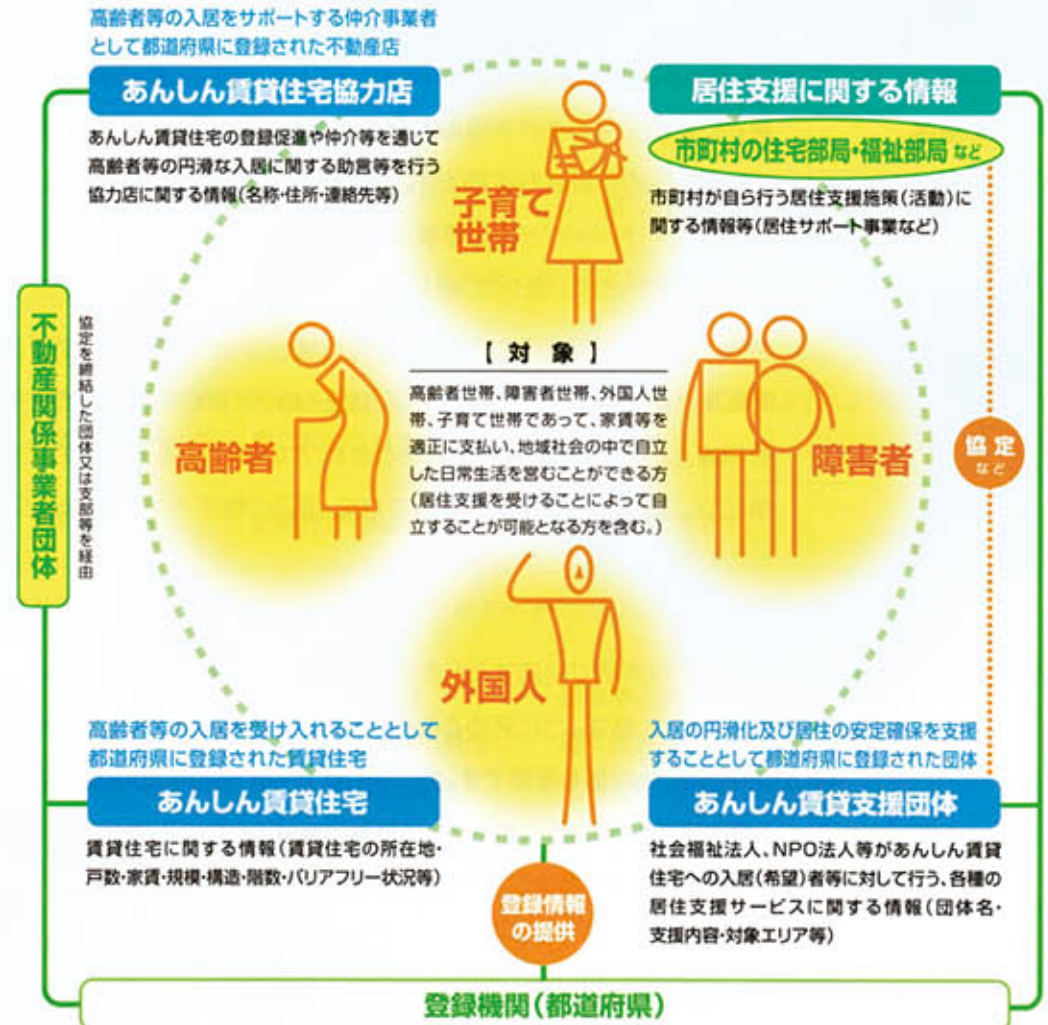 高齢者等の入居をサポートする仲介事業者
として都道府県に登録された不動産店
あんしん賃貸住宅協力店
あんしん賃貸住宅の登録促進や仲介等を通じて
高齢者等の円滑な入居に関する助言等を行う
協力店に関する情報(名称・住所・連絡先等)
居住支援に関する情報
市町村の住宅部局・福祉部局 など
市町村が自ら行う居住支援施策(活動)に
関する情報等(居住サポート事業など)
子育て
世帯
不動産関係事業者団体
協定を締結した団体又は支部等を経由
高齢者
【対象】
高齢者世帯、障害者世帯、外国人世
帯、子育て世帯であって、家賃等を
適正に支払い、地域社会の中で自立
した日常生活を営むことができる方
(居住支援を受けることによって自
立することが可能となる方を含む。)
障害者
協定
など
外国人
高齢者等の入居を受け入れることとして
都道府県に登録された賃貸住宅
あんしん賃貸住宅
賃貸住宅に関する情報(賃貸住宅の所在地・
戸数・家賃・規模・構造・階数・バリアフリー状況等)
入居の円滑化及び居住の安定確保を支援
することとして都道府県に登録された団体
あんしん賃貸支援団体
社会福祉法人、NPO法人等があんしん賃貸
住宅への入居(希望)者等に対して行う、各種の
居住支援サービスに関する情報(団体名・
支援内容・対象エリア等)
登録情報
の提供
登録機関(都道府県)